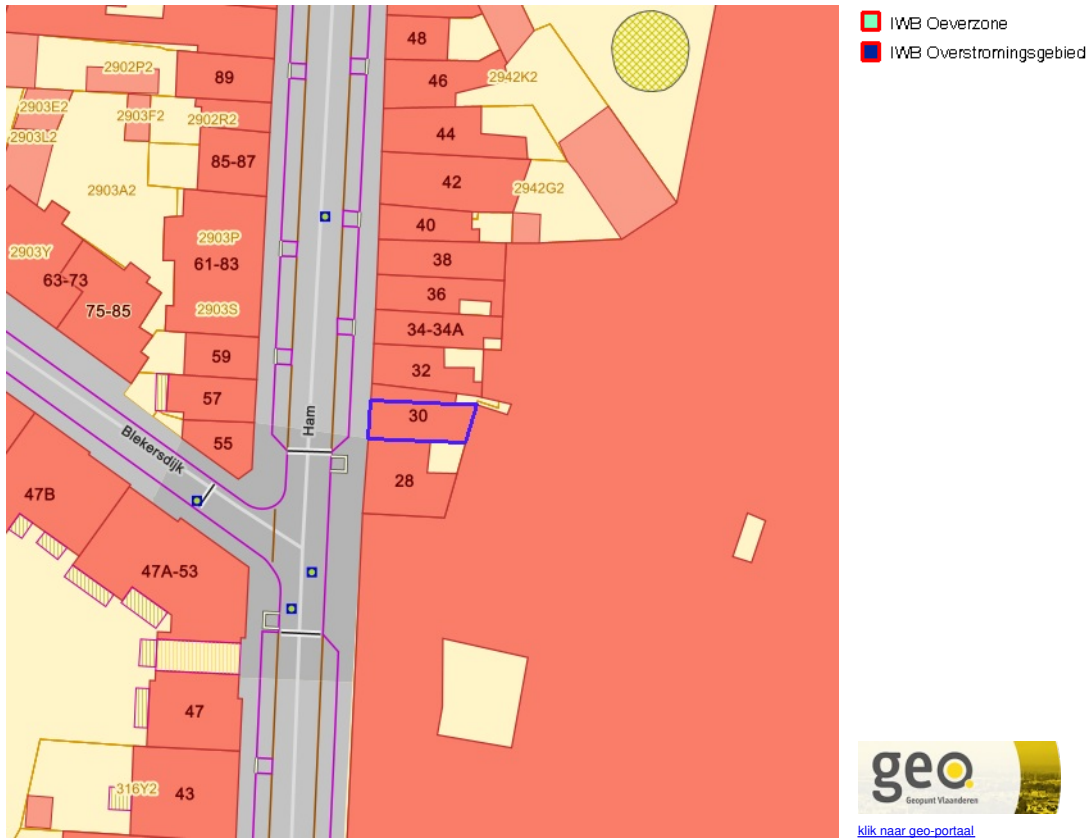 IWB Oeverzone
IWB Overstromingsgebied
48
89
46
2902P2
2942K2
2903E2
2903F2
2902R2
2903L2
44
85-87
42
2903A2
2942G2
40
2903P
2903Y
61-83
38
63-73
36
75-85
2903S
34-34A
59
32
57
30
Ham
Blekersdijk
55
28
47B
47A-53
47
316Y2
43
geo
Geopunt Vlaanderen
klik naar geo-portaal